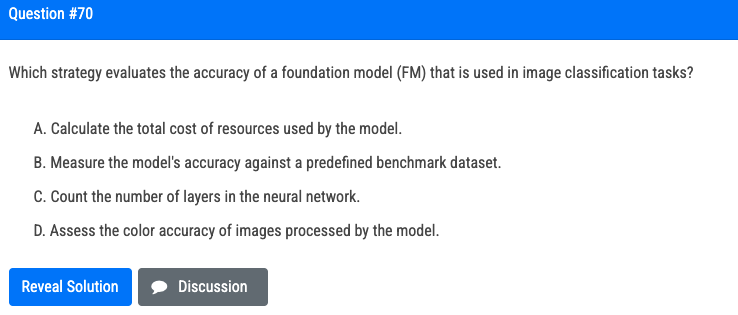 Question #70
Which strategy evaluates the accuracy of a foundation model (FM) that is used in image classification tasks?
A. Calculate the total cost of resources used by the model.
B. Measure the model's accuracy against a predefined benchmark dataset.
C. Count the number of layers in the neural network.
D. Assess the color accuracy of images processed by the model.
Reveal Solution Discussion